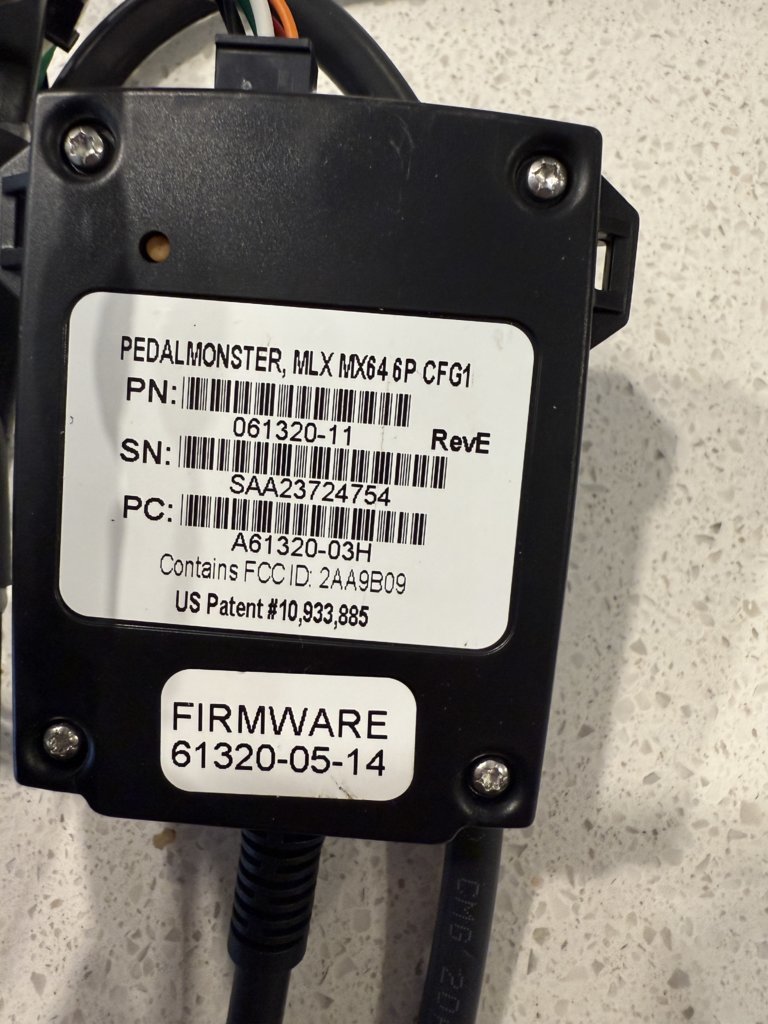 PEDALMONSTER, MLX MX64 6P CFG1
PN:
061320-11
RevE
SN:
SAA23724754
PC:
A61320-03H
Contains FCC ID: 2AA9B09
US Patent #10,933,885
FIRMWARE
61320-05-14
CMG